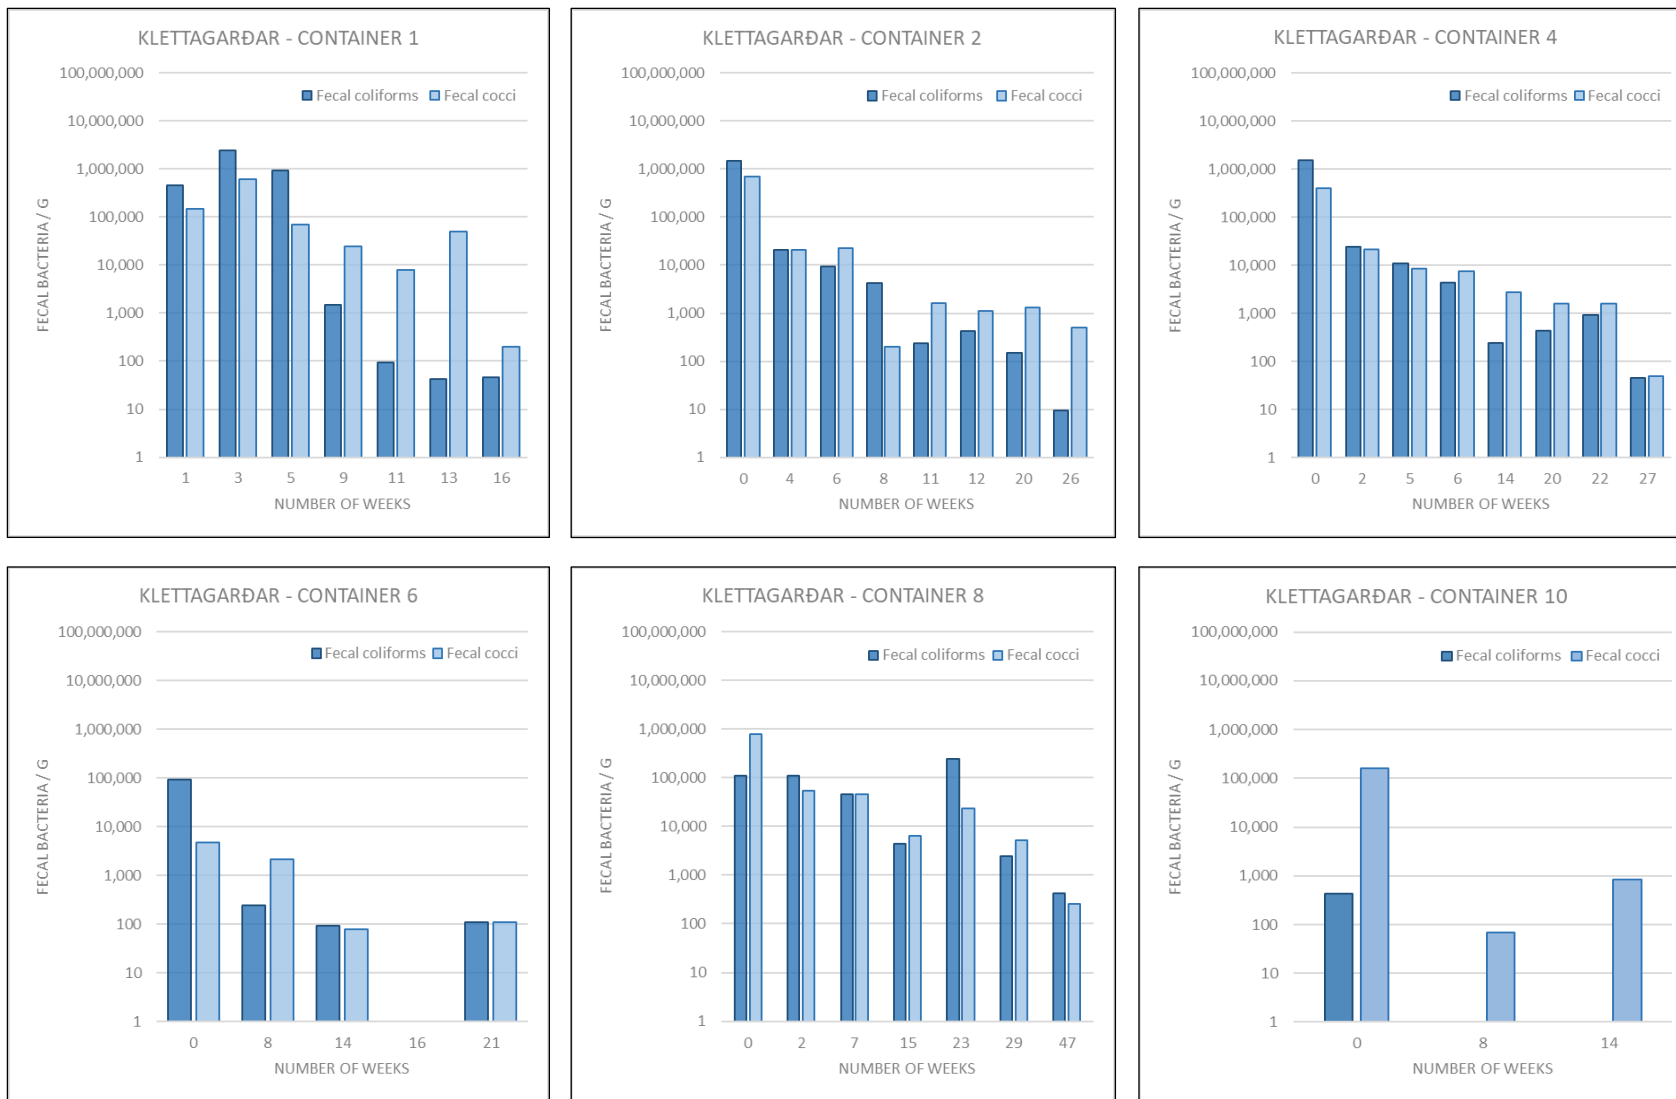 KLETTAGARÐAR - CONTAINER 1
100,000,000
10,000,000
1,000,000
100,000
10,000
1,000
100
10
1
FECAL BACTERIA / G
Fecal coliforms Fecal cocci
1 3 5 9 11 13 16
NUMBER OF WEEKS
KLETTAGARÐAR - CONTAINER 2
100,000,000
10,000,000
1,000,000
100,000
10,000
1,000
100
10
1
FECAL BACTERIA / G
Fecal coliforms Fecal cocci
0 4 6 8 11 12 20 26
NUMBER OF WEEKS
KLETTAGARÐAR - CONTAINER 4
100,000,000
10,000,000
1,000,000
100,000
10,000
1,000
100
10
1
FECAL BACTERIA / G
Fecal coliforms Fecal cocci
0 2 5 6 14 20 22 27
NUMBER OF WEEKS
KLETTAGARÐAR - CONTAINER 6
100,000,000
10,000,000
1,000,000
100,000
10,000
1,000
100
10
1
FECAL BACTERIA / G
Fecal coliforms Fecal cocci
0 8 14 16 21
NUMBER OF WEEKS
KLETTAGARÐAR - CONTAINER 8
100,000,000
10,000,000
1,000,000
100,000
10,000
1,000
100
10
1
FECAL BACTERIA / G
Fecal coliforms Fecal cocci
0 2 7 15 23 29 47
NUMBER OF WEEKS
KLETTAGARÐAR - CONTAINER 10
100,000,000
10,000,000
1,000,000
100,000
10,000
1,000
100
10
1
FECAL BACTERIA / G
Fecal coliforms Fecal cocci
0 8 14
NUMBER OF WEEKS